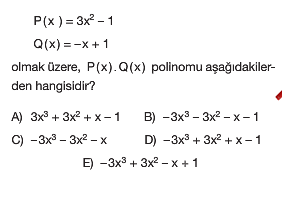 P(x) = 3x² – 1
Q(x) = –x + 1
olmak üzere, P(x).Q(x) polinomu aşağıdakiler-
den hangisidir?
A) 3x³ + 3x² + x – 1 B) –3x³ – 3x² – x – 1
C) –3x³ – 3x² – x D) –3x³ + 3x² + x – 1
E) –3x³ + 3x² – x + 1